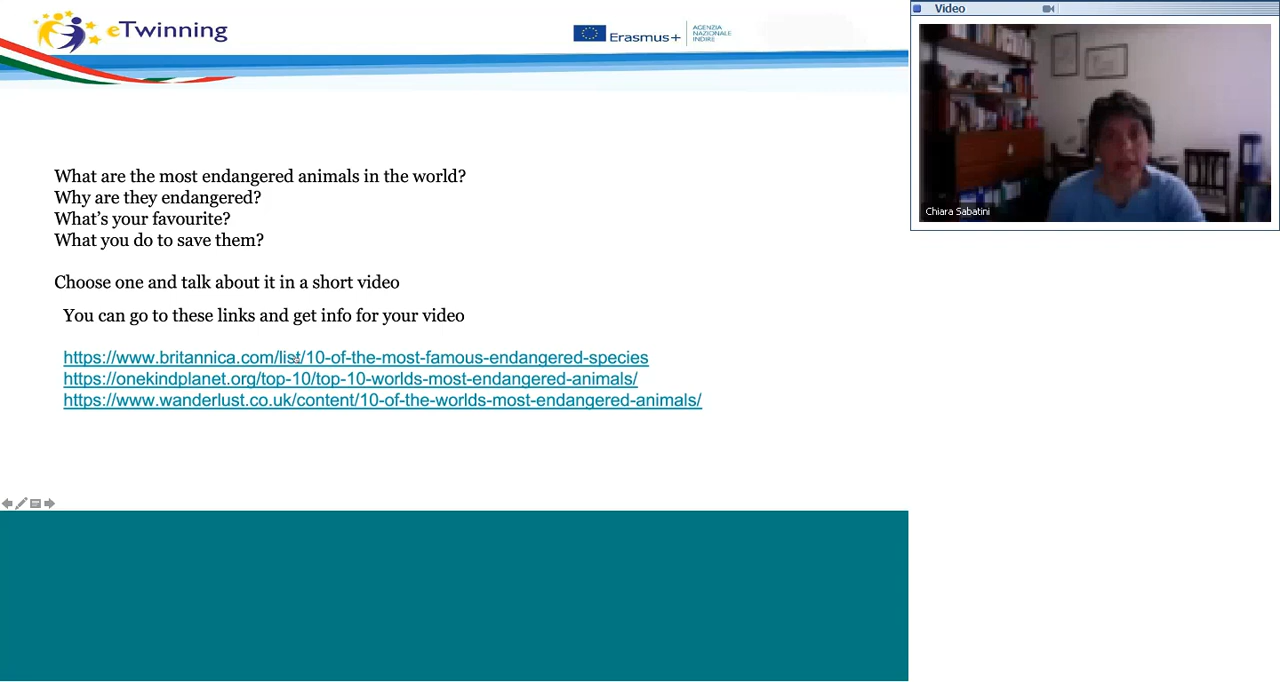 eTwinning
Erasmus+
AGENZIA
NAZIONALE
INDIRE
Video
Chiara Sabatini
What are the most endangered animals in the world?
Why are they endangered?
What's your favourite?
What you do to save them?
Choose one and talk about it in a short video
You can go to these links and get info for your video
https://www.britannica.com/list/10-of-the-most-famous-endangered-species
https://onekindplanet.org/top-10/top-10-worlds-most-endangered-animals/
https://www.wanderlust.co.uk/content/10-of-the-worlds-most-endangered-animals/